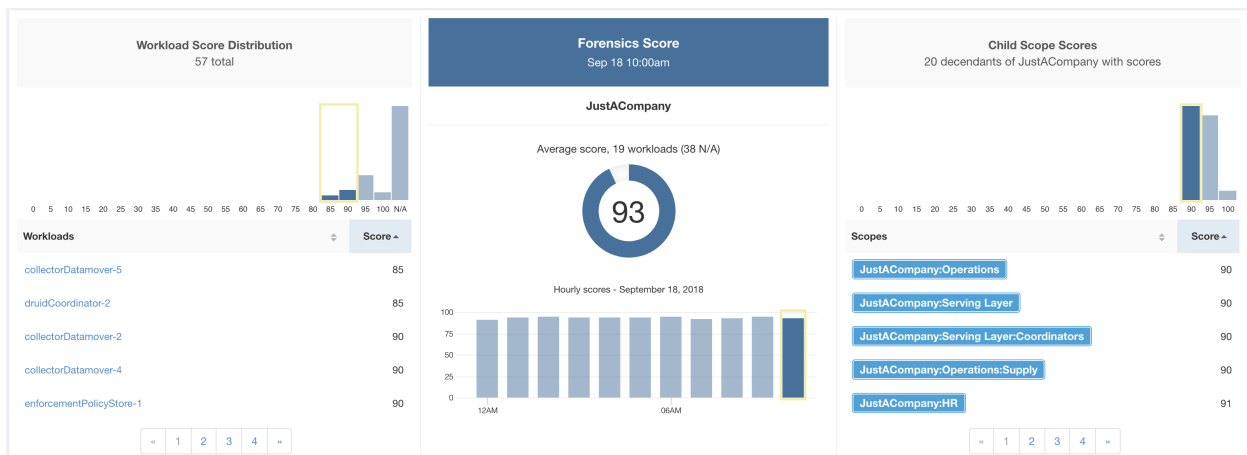 Workload Score Distribution
57 total
0 5 10 15 20 25 30 35 40 45 50 55 60 65 70 75 80 85 90 95 100 N/A
Workloads Score
collectorDatamover-5 85
druidCoordinator-2 85
collectorDatamover-2 90
collectorDatamover-4 90
enforcementPolicyStore-1 90
« 1 2 3 4 »
Forensics Score
Sep 18 10:00am
JustACompany
Average score, 19 workloads (38 N/A)
93
Hourly scores - September 18, 2018
100
75
50
25
0
12AM 06AM
Child Scope Scores
20 decendants of JustACompany with scores
0 5 10 15 20 25 30 35 40 45 50 55 60 65 70 75 80 85 90 95 100
Scopes Score
JustACompany:Operations 90
JustACompany:Serving Layer 90
JustACompany:Serving Layer:Coordinators 90
JustACompany:Operations:Supply 90
JustACompany:HR 91
« 1 2 3 4 »